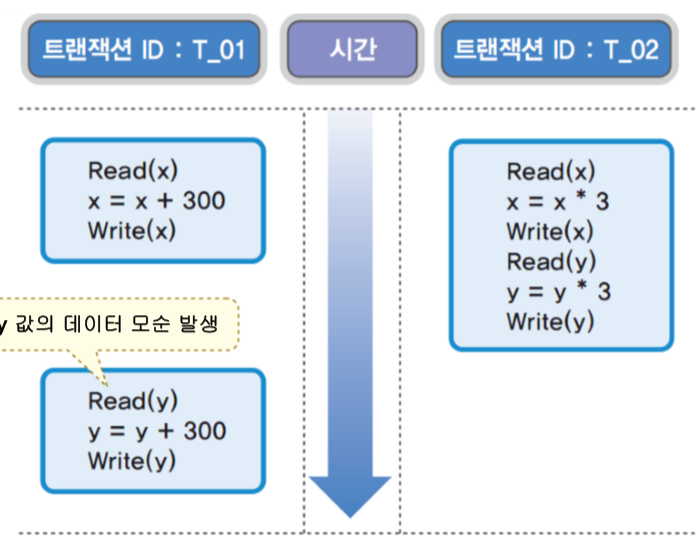 트랜잭션 ID : T_01
시간
트랜잭션 ID : T_02
Read(x)
x = x + 300
Write(x)
Read(x)
x = x * 3
Write(x)
Read(y)
y = y * 3
Write(y)
y 값의 데이터 모순 발생
Read(y)
y = y + 300
Write(y)